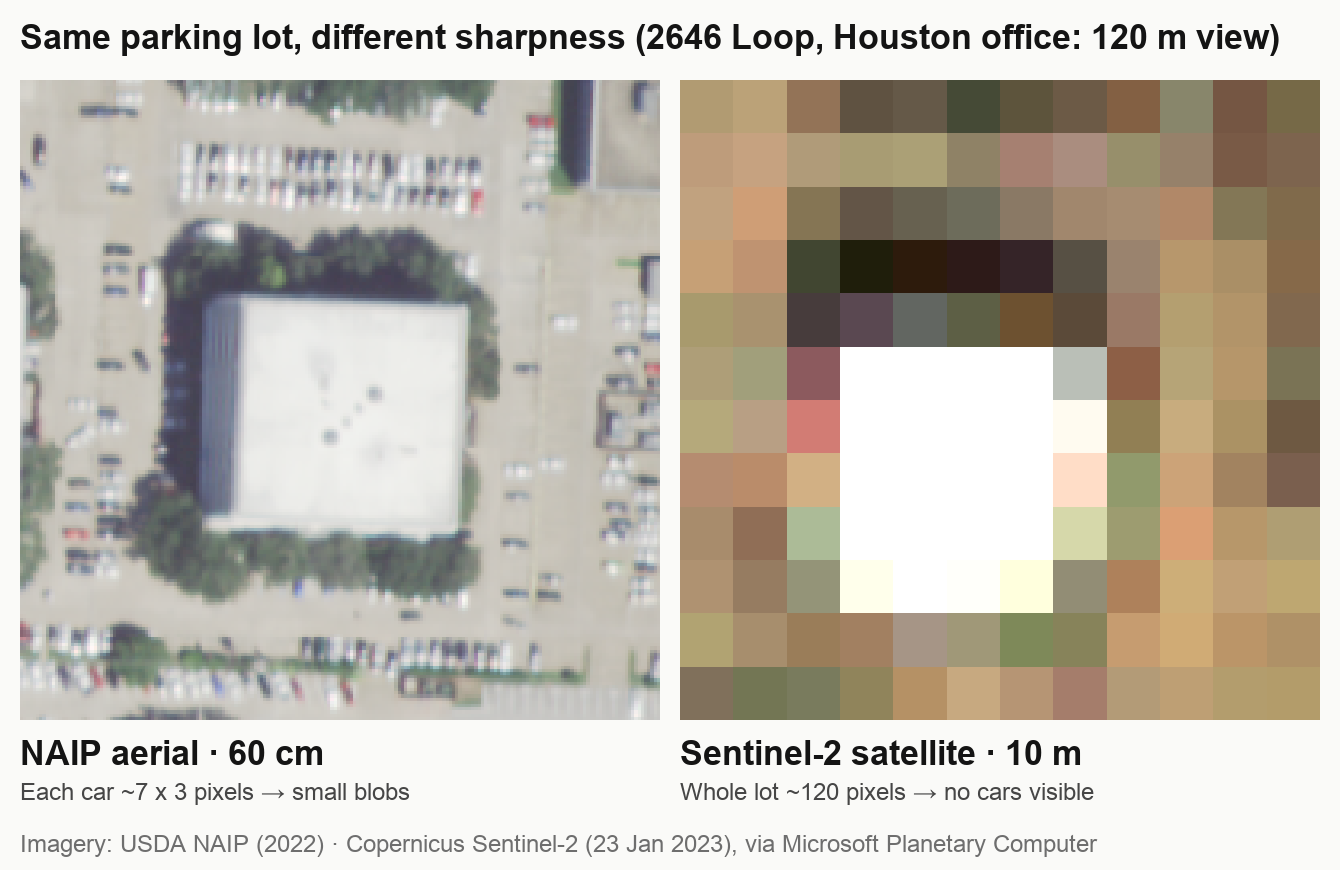 Same parking lot, different sharpness (2646 Loop, Houston office: 120 m view)
NAIP aerial · 60 cm
Each car ~7 x 3 pixels → small blobs
Sentinel-2 satellite · 10 m
Whole lot ~120 pixels → no cars visible
Imagery: USDA NAIP (2022) · Copernicus Sentinel-2 (23 Jan 2023), via Microsoft Planetary Computer